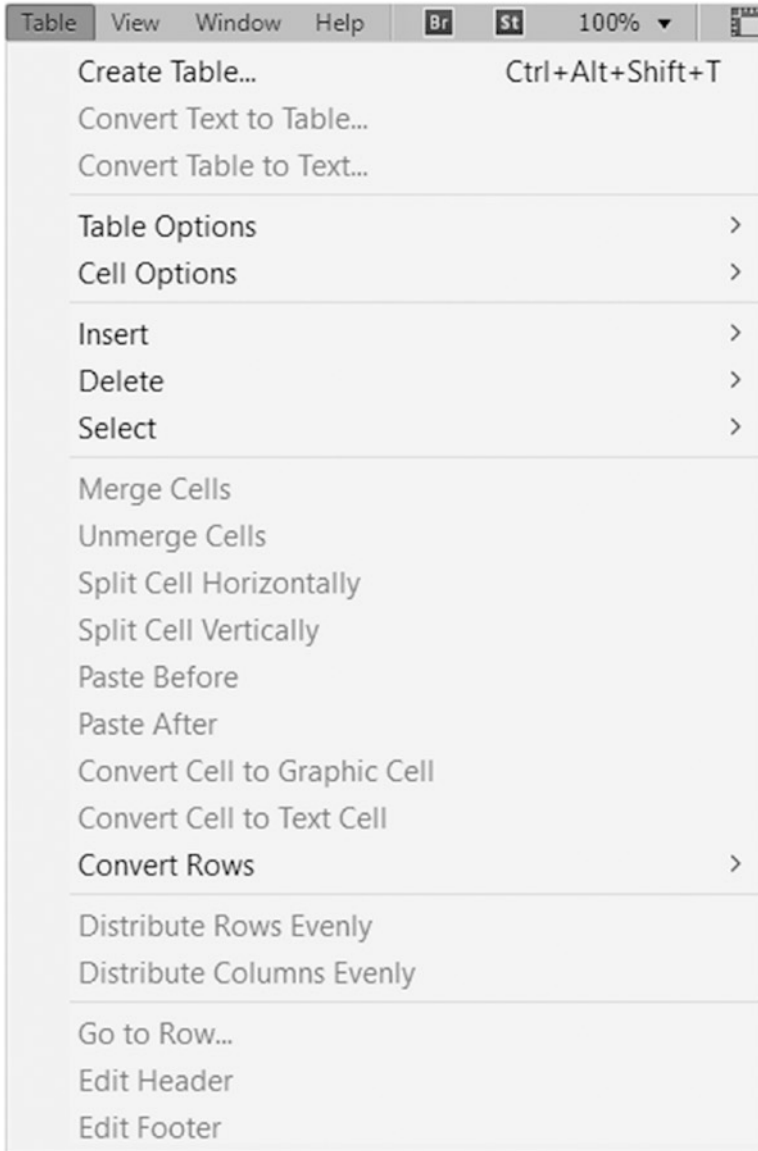 Table View Window Help Br St 100%
Create Table... Ctrl+Alt+Shift+T
Convert Text to Table...
Convert Table to Text...
Table Options
Cell Options
Insert
Delete
Select
Merge Cells
Unmerge Cells
Split Cell Horizontally
Split Cell Vertically
Paste Before
Paste After
Convert Cell to Graphic Cell
Convert Cell to Text Cell
Convert Rows
Distribute Rows Evenly
Distribute Columns Evenly
Go to Row...
Edit Header
Edit Footer